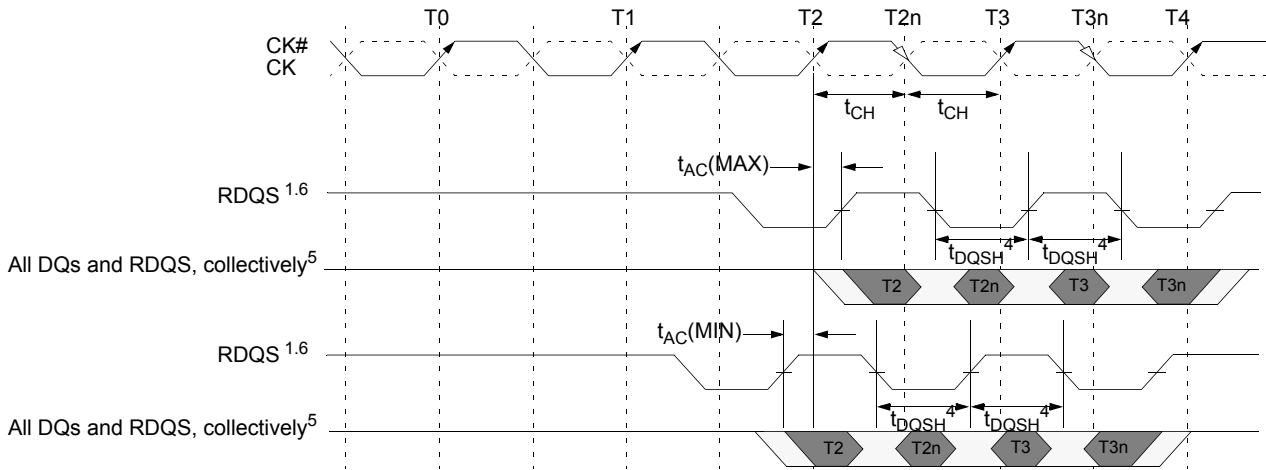 T0 T1 T2 T2n T3 T3n T4
CK#
CK
tCH tCH
tAC(MAX)
RDQS 1.6
tDQSH4 tDQSH4
All DQs and RDQS, collectively5
T2 T2n T3 T3n
tAC(MIN)
RDQS 1.6
tDQSH4 tDQSH4
All DQs and RDQS, collectively5
T2 T2n T3 T3n